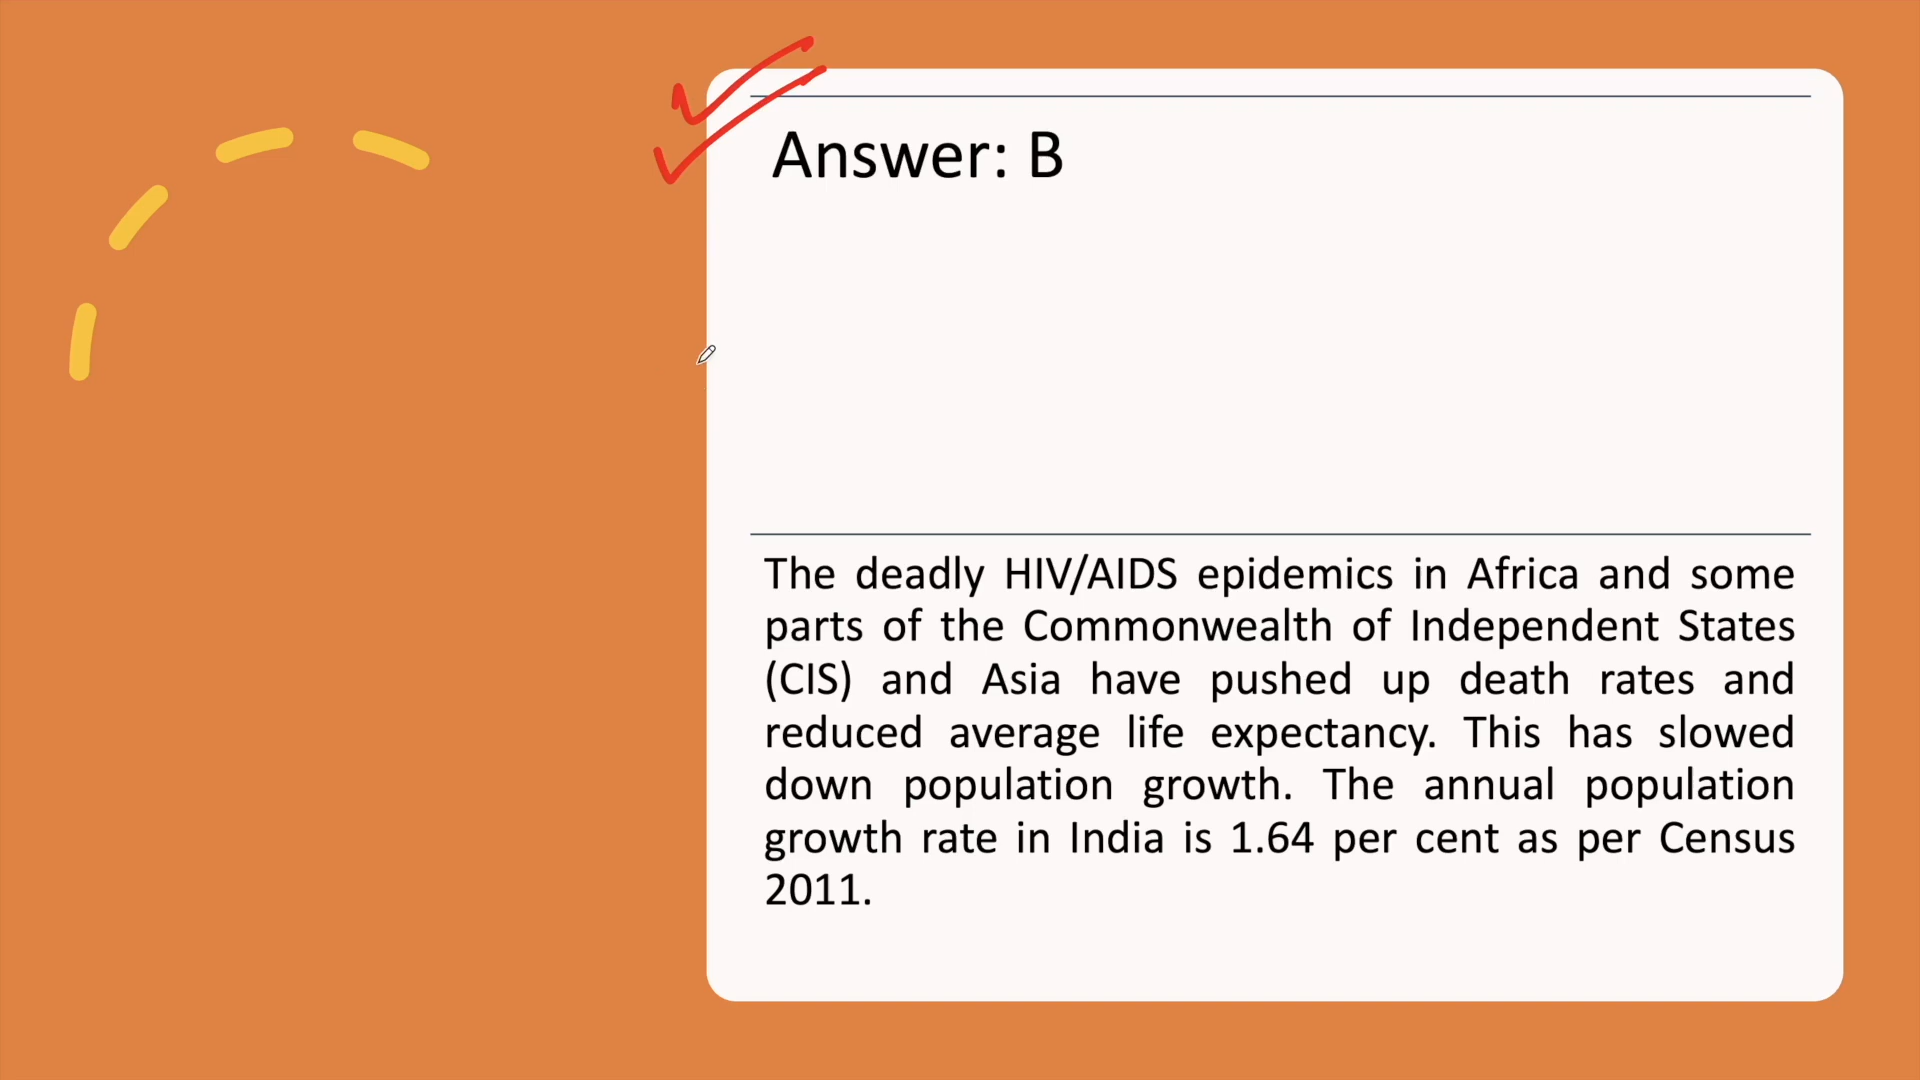 Answer: B
The deadly HIV/AIDS epidemics in Africa and some
parts of the Commonwealth of Independent States
(CIS) and Asia have pushed up death rates and
reduced average life expectancy. This has slowed
down population growth. The annual population
growth rate in India is 1.64 per cent as per Census
2011.